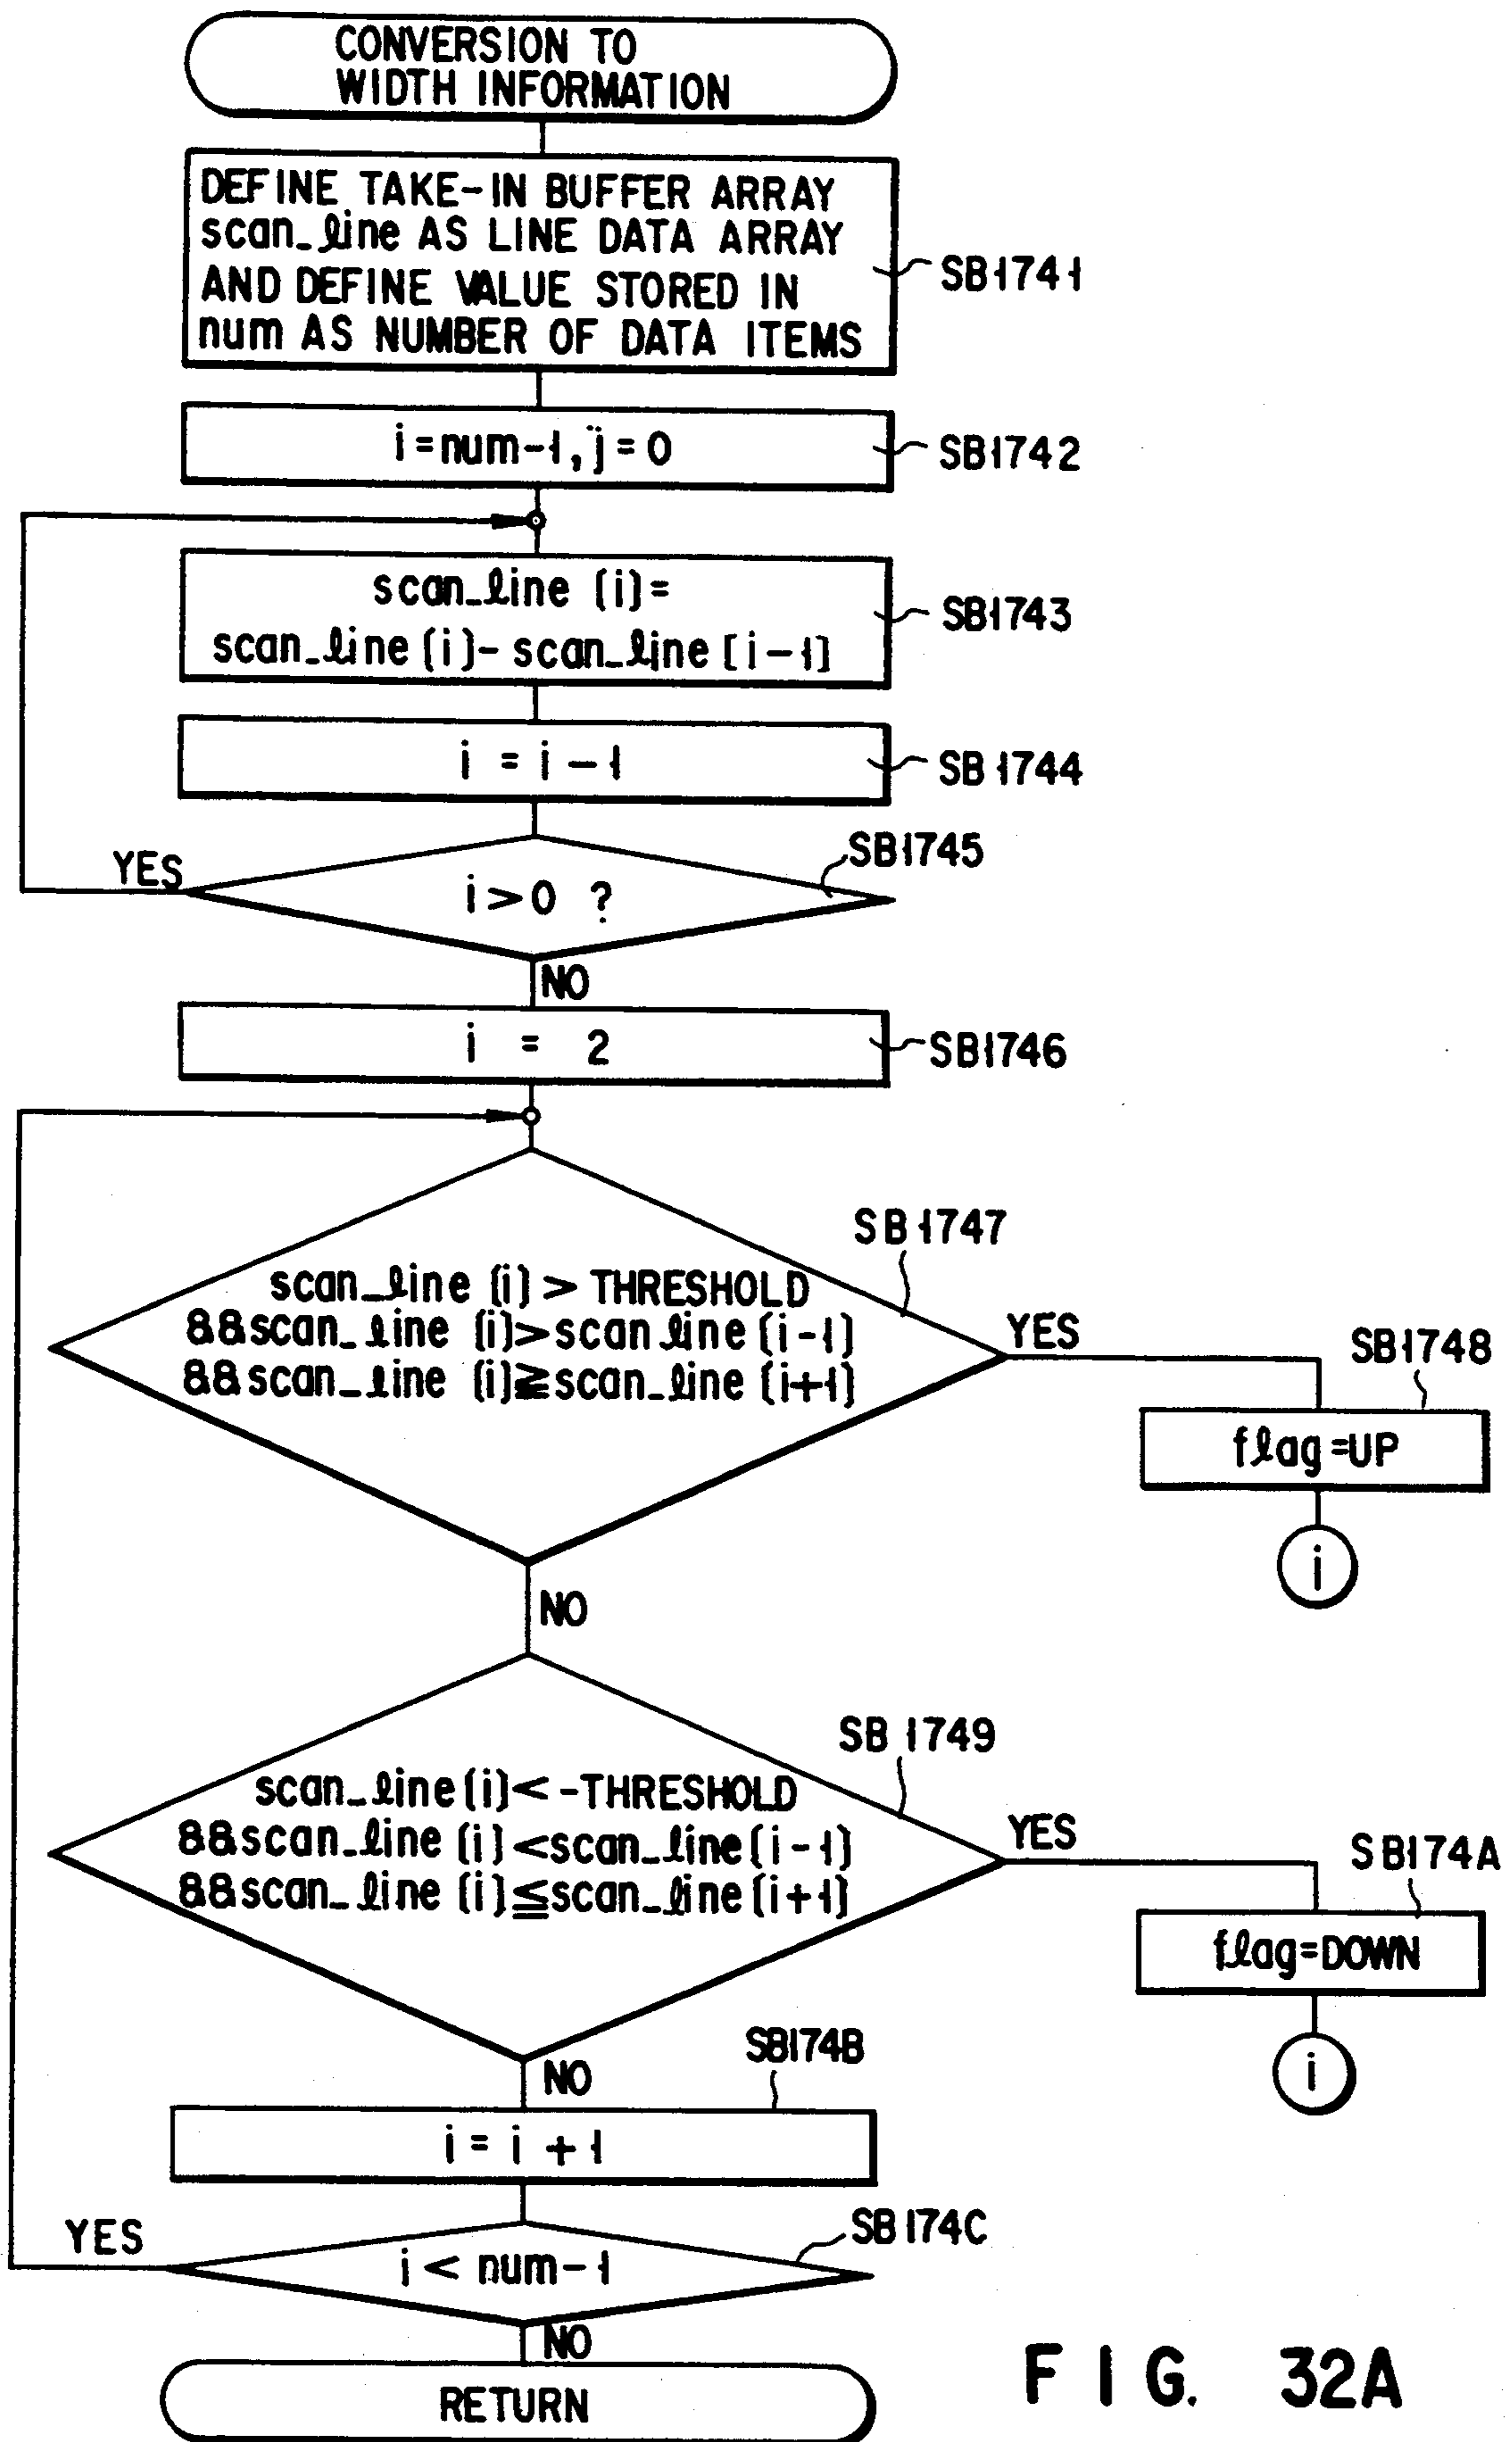 CONVERSION TO
WIDTH INFORMATION
DEFINE TAKE-IN BUFFER ARRAY
scan_line AS LINE DATA ARRAY
AND DEFINE VALUE STORED IN
num AS NUMBER OF DATA ITEMS
SB1741
i=num-1, j=0
SB1742
scan_line (i)=
scan_line (i)- scan_line [i-1]
SB1743
i = i -1
SB1744
SB1745
YES
i>0 ?
NO
i = 2
SB1746
SB1747
scan_line (i) > THRESHOLD
&&scan_line (i)>scan line (i-1)
&&scan_line (i)≧scan_line (i+1)
YES
SB1748
flag=UP
i
NO
SB1749
scan_line(i)< -THRESHOLD
&&scan_line (i)<scan_line(i-1)
&&scan_line (i)≦scan_line(i+1)
YES
SB174A
flag=DOWN
i
SB174B
NO
i= i +1
SB174C
YES
i < num-1
NO
RETURN
FIG. 32A